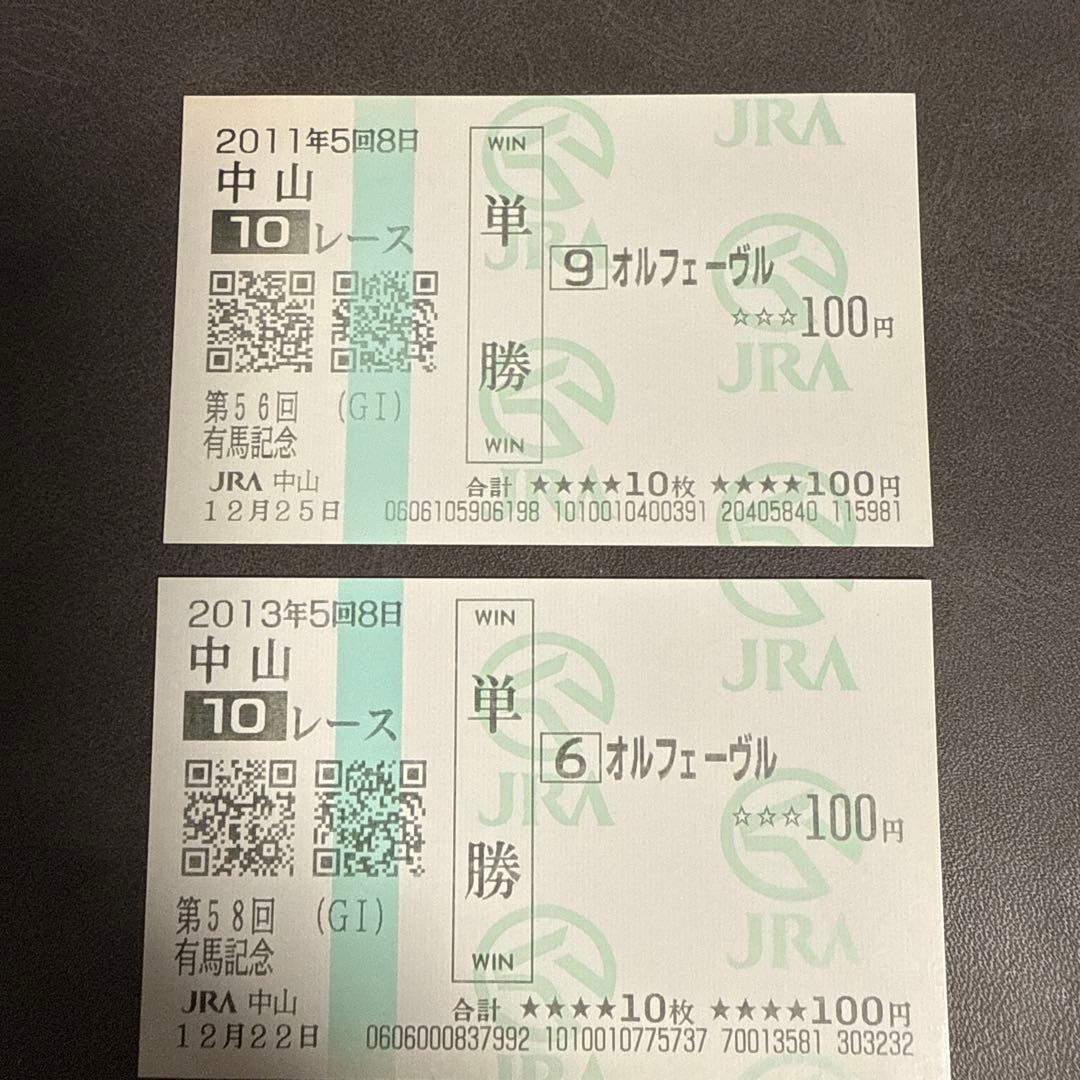 JRA
2011年5回8日
中山
10レース
WIN
単勝
WIN
9 オルフェーヴル
☆☆☆100円
JRA
JRA
第56回 (GI)
有馬記念
JRA 中山
12月25日
合計 ★★★★10枚 ★★★★100円
0606105906198 1010010400391 20405840 115981
2013年5回8日
中山
10レース
WIN
単勝
WIN
6 オルフェーヴル
☆☆☆100円
JRA
JRA
JRA
第58回 (GI)
有馬記念
JRA 中山
12月22日
合計 ★★★★10枚 ★★★★100円
0606000837992 1010010775737 70013581 303232
JRA